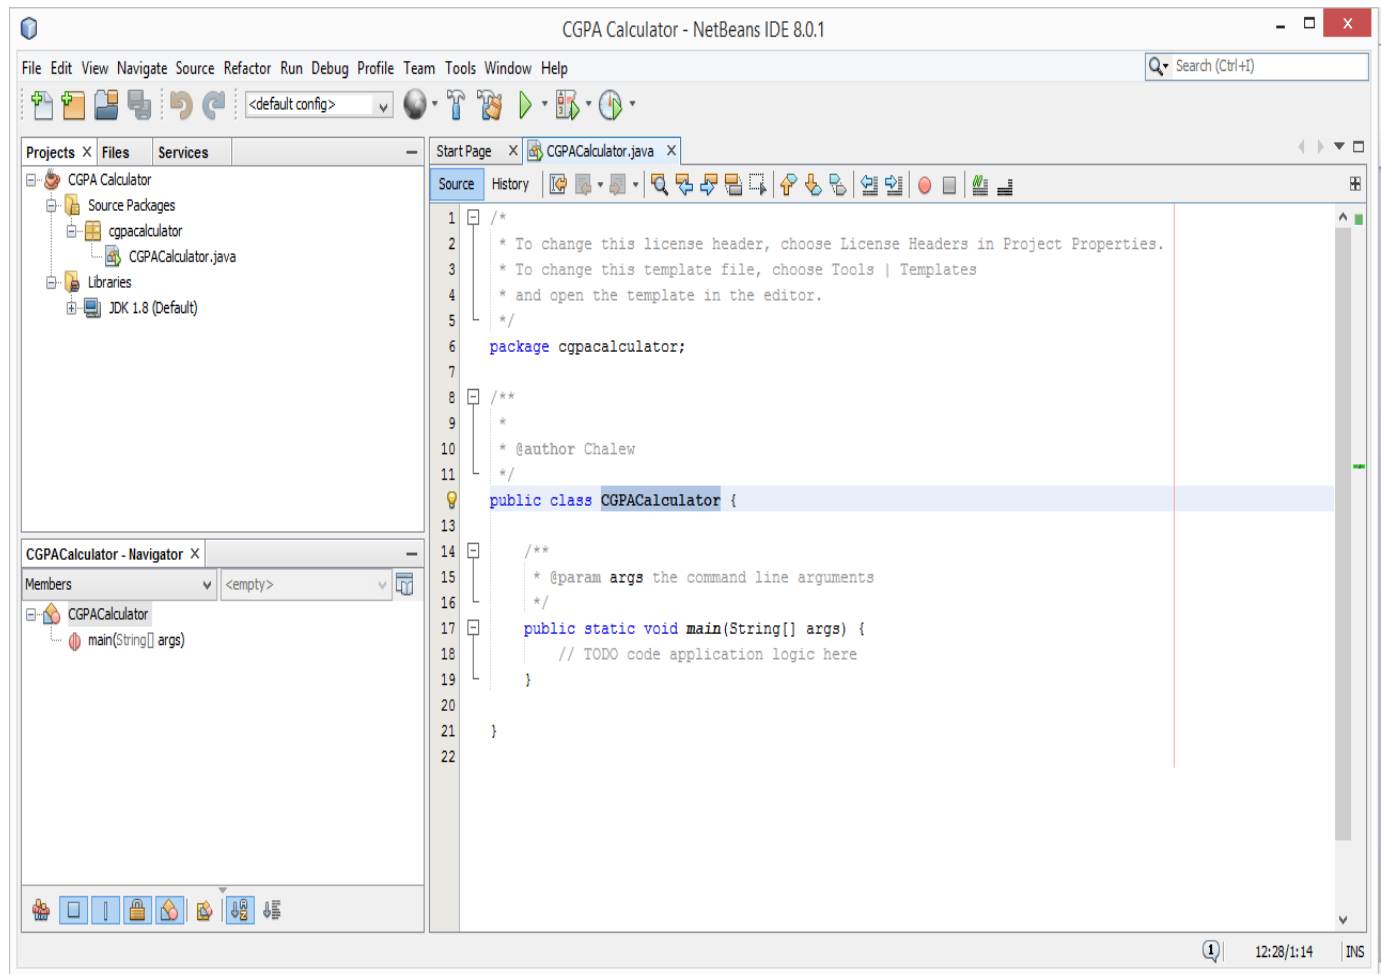 CGPA Calculator - NetBeans IDE 8.0.1
File Edit View Navigate Source Refactor Run Debug Profile Team Tools Window Help
Search (Ctrl+I)
<default config>
Projects Files Services
CGPA Calculator
Source Packages
cgpacalculator
CGPACalculator.java
Libraries
JDK 1.8 (Default)
CGPACalculator - Navigator
Members <empty>
CGPACalculator
main(String[] args)
Start Page CGPACalculator.java
Source History
1 /*
2 * To change this license header, choose License Headers in Project Properties.
3 * To change this template file, choose Tools | Templates
4 * and open the template in the editor.
5 */
6 package cgpacalculator;
7
8 /**
9 *
10 * @author Chalew
11 */
public class CGPACalculator {
13
14 /**
15 * @param args the command line arguments
16 */
17 public static void main(String[] args) {
18 // TODO code application logic here
19 }
20
21 }
22
1 12:28/1:14 INS